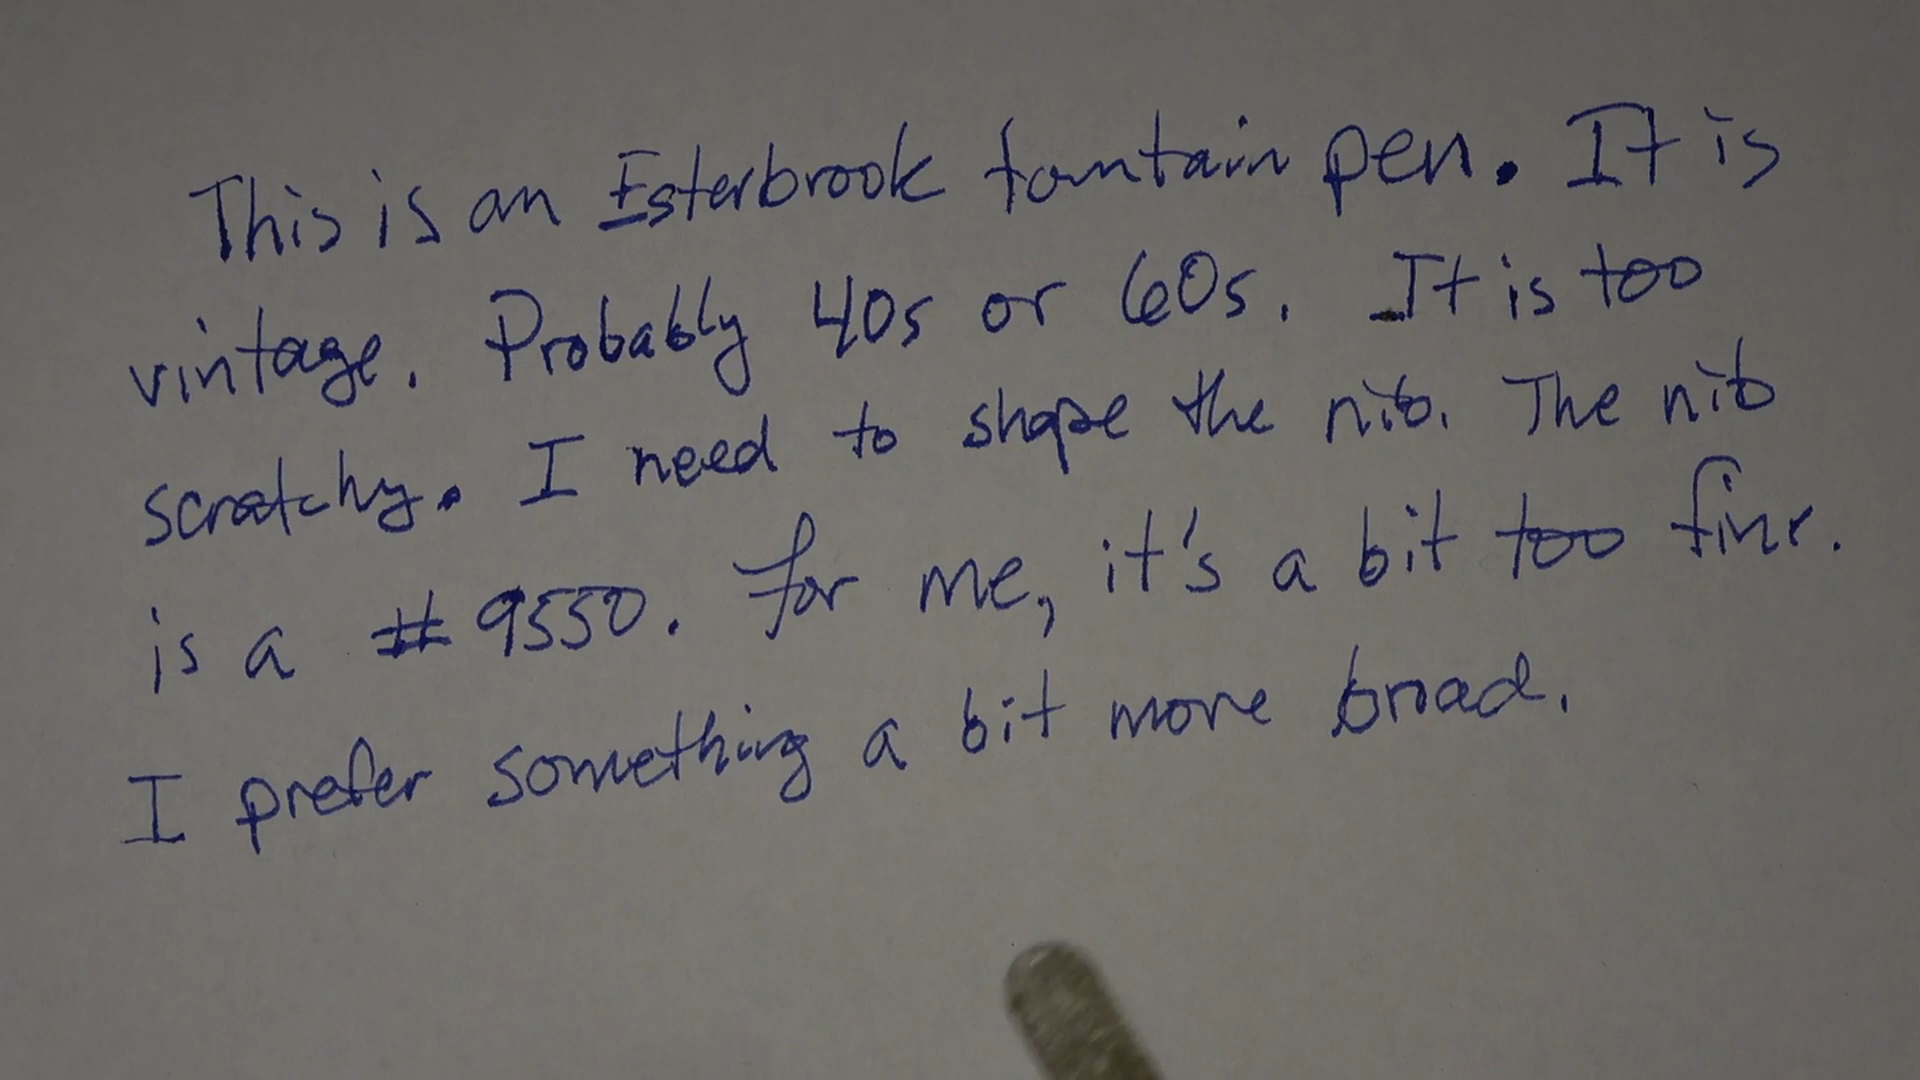 This is an Esterbrook fountain pen. It is
vintage. Probably 40s or 60s. It is too
scratchy. I need to shape the nib. The nib
is a #9550. For me, it's a bit too fine.
I prefer something a bit more broad.